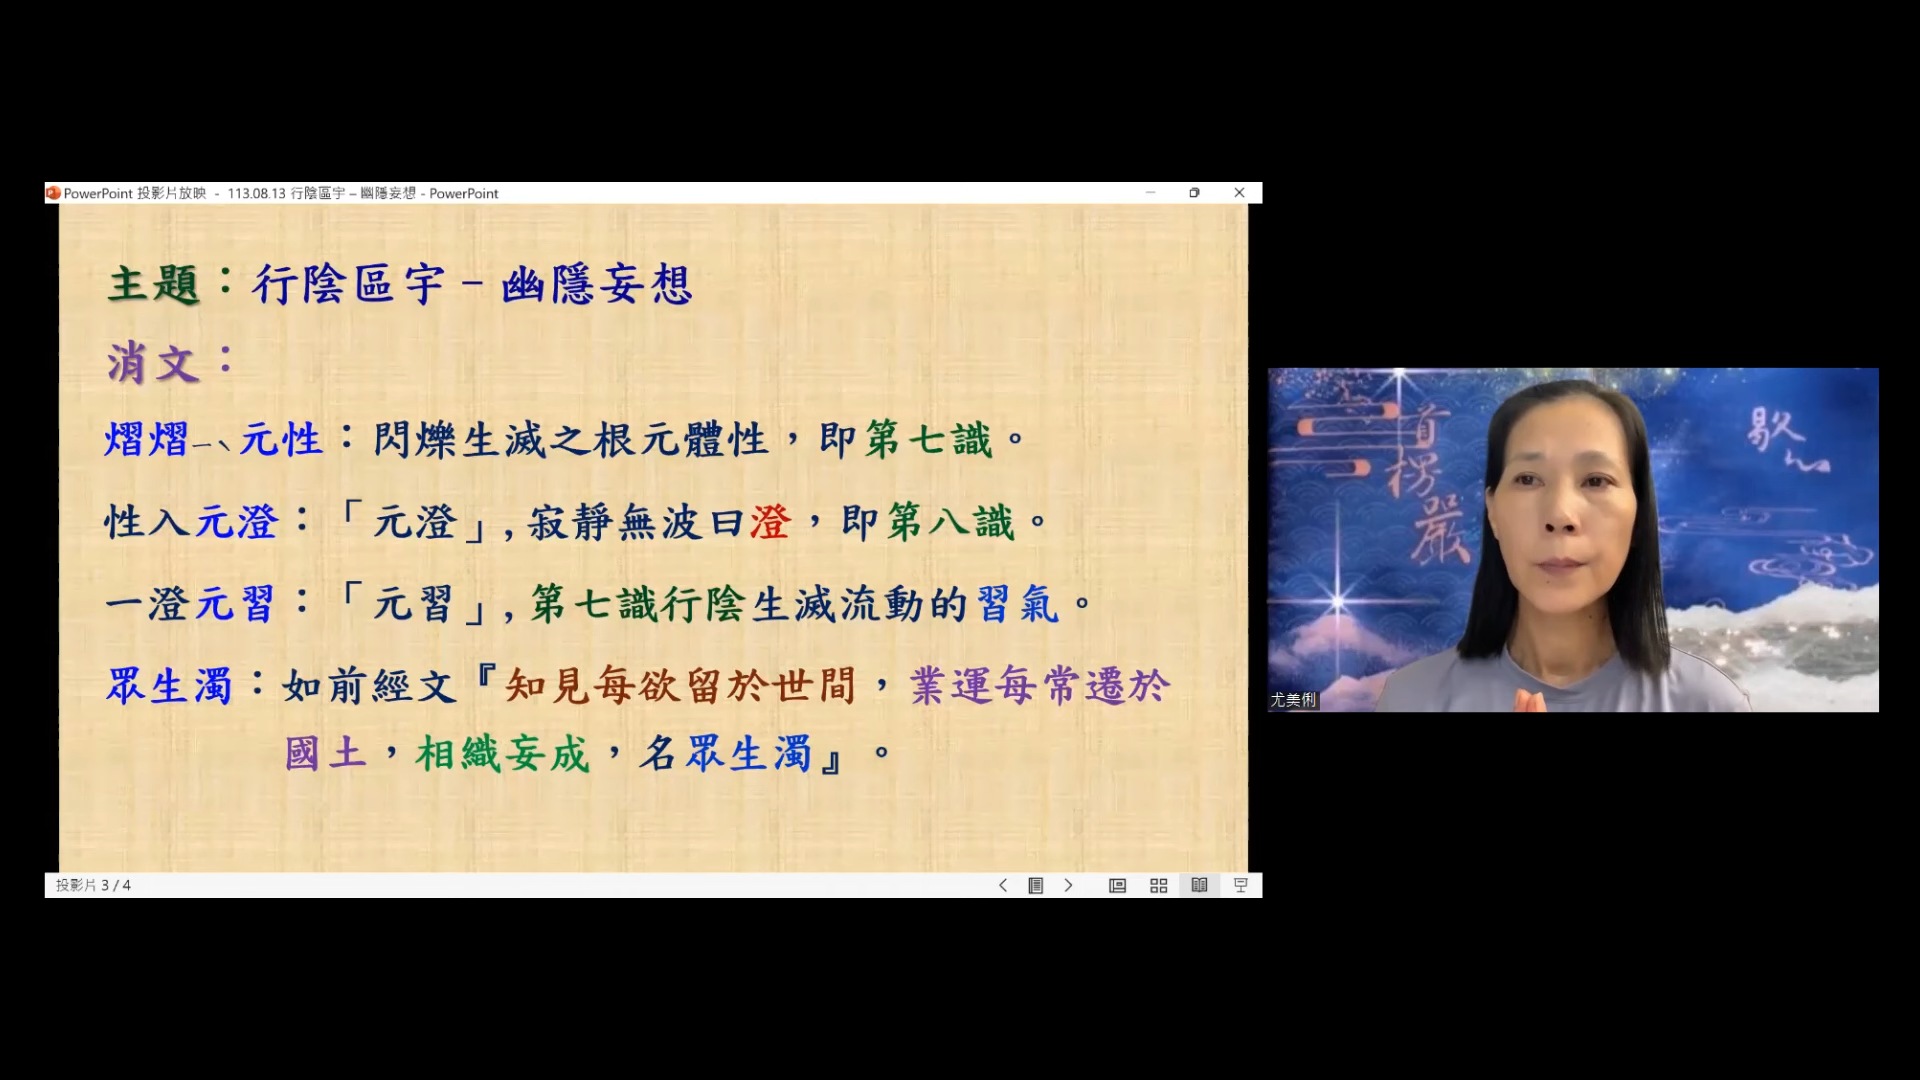 PowerPoint 投影片放映 - 113.08.13 行陰區宇 – 幽隱妄想 - PowerPoint
主題：行陰區宇 – 幽隱妄想
消文：
熠熠ㄧˋ元性：閃爍生滅之根元體性，即第七識。
性入元澄：「元澄」, 寂靜無波曰澄，即第八識。
一澄元習：「元習」, 第七識行陰生滅流動的習氣。
眾生濁：如前經文『知見每欲留於世間，業運每常遷於
國土，相織妄成，名眾生濁』。
投影片 3 / 4
首楞嚴
尤美俐